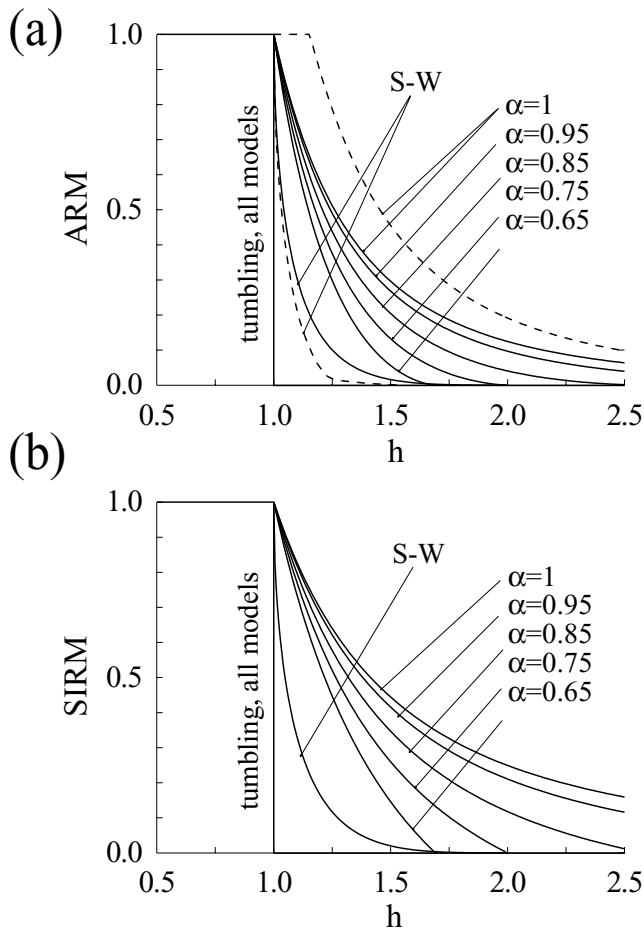 (a)
1.0
S-W
α=1
α=0.95
α=0.85
α=0.75
α=0.65
0.5
ARM
tumbling, all models
0.0
0.5
1.0
1.5
2.0
2.5
h
(b)
1.0
S-W
α=1
α=0.95
α=0.85
α=0.75
α=0.65
0.5
SIRM
tumbling, all models
0.0
0.5
1.0
1.5
2.0
2.5
h